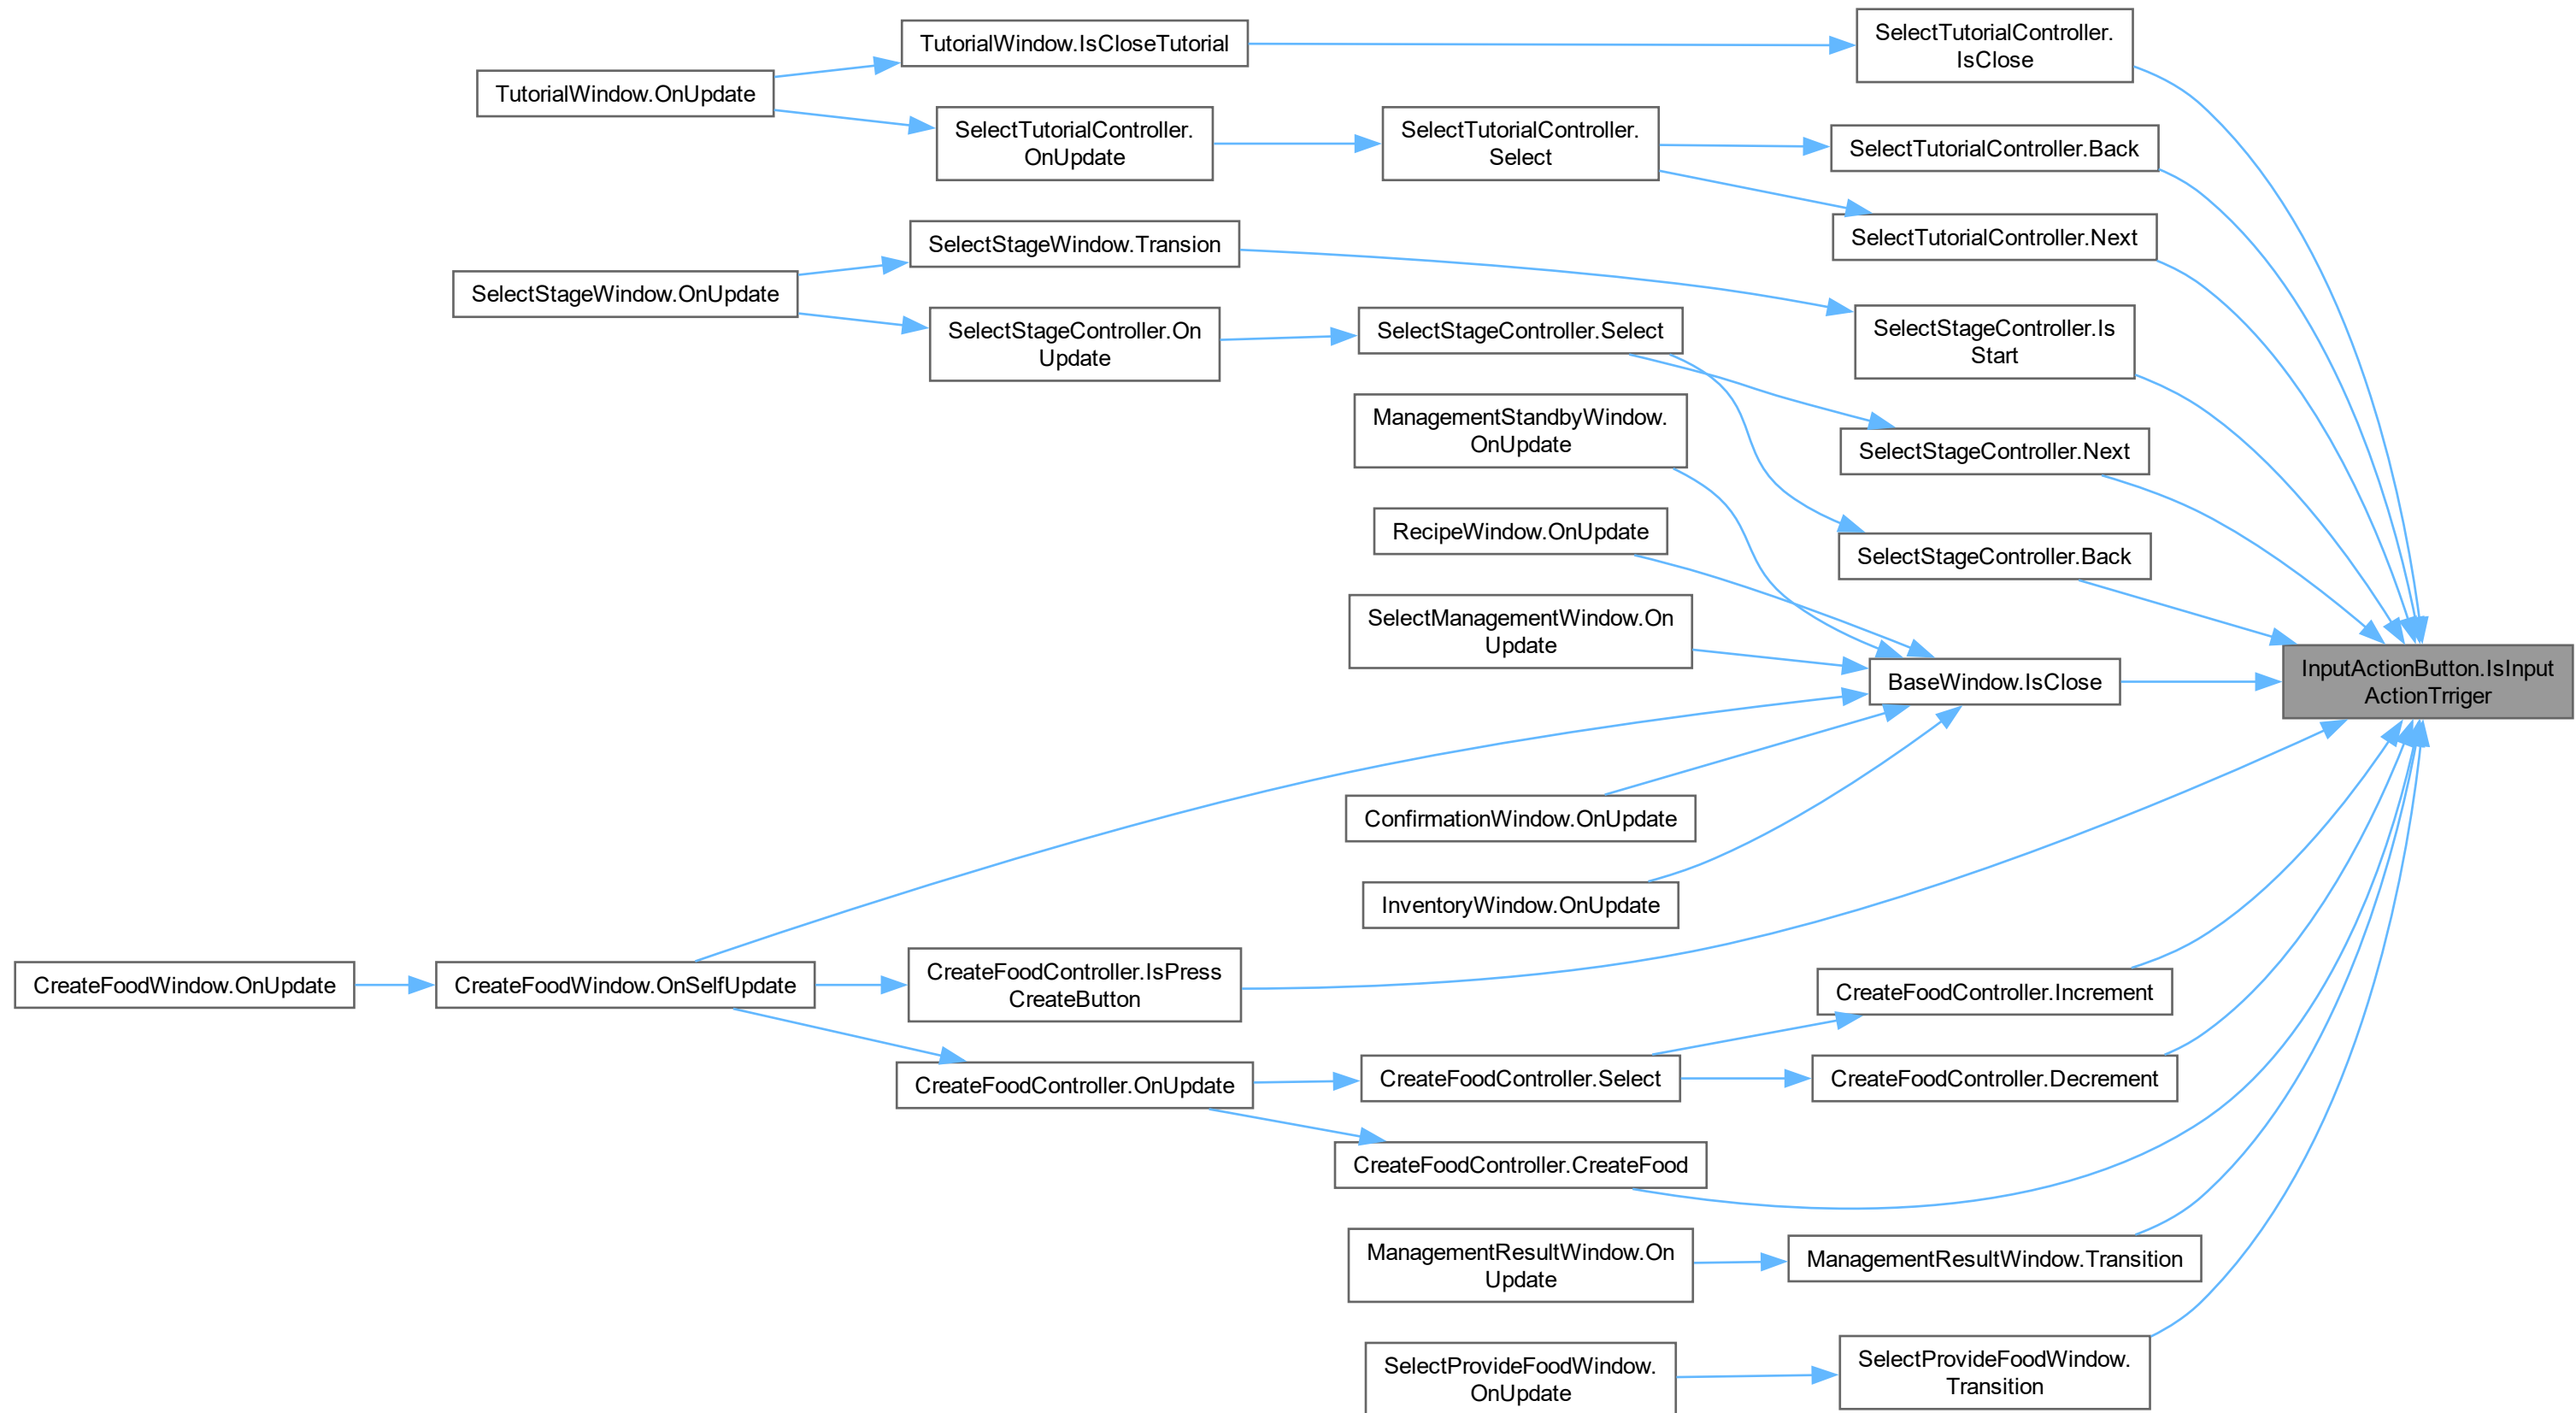 TutorialWindow.IsCloseTutorial
SelectTutorialController.
IsClose
TutorialWindow.OnUpdate
SelectTutorialController.
OnUpdate
SelectTutorialController.
Select
SelectTutorialController.Back
SelectTutorialController.Next
SelectStageWindow.Transion
SelectStageWindow.OnUpdate
SelectStageController.On
Update
SelectStageController.Select
SelectStageController.Is
Start
ManagementStandbyWindow.
OnUpdate
SelectStageController.Next
RecipeWindow.OnUpdate
SelectStageController.Back
SelectManagementWindow.On
Update
BaseWindow.IsClose
InputActionButton.IsInput
ActionTrriger
ConfirmationWindow.OnUpdate
InventoryWindow.OnUpdate
CreateFoodWindow.OnUpdate
CreateFoodWindow.OnSelfUpdate
CreateFoodController.IsPress
CreateButton
CreateFoodController.Increment
CreateFoodController.OnUpdate
CreateFoodController.Select
CreateFoodController.Decrement
CreateFoodController.CreateFood
ManagementResultWindow.On
Update
ManagementResultWindow.Transition
SelectProvideFoodWindow.
OnUpdate
SelectProvideFoodWindow.
Transition